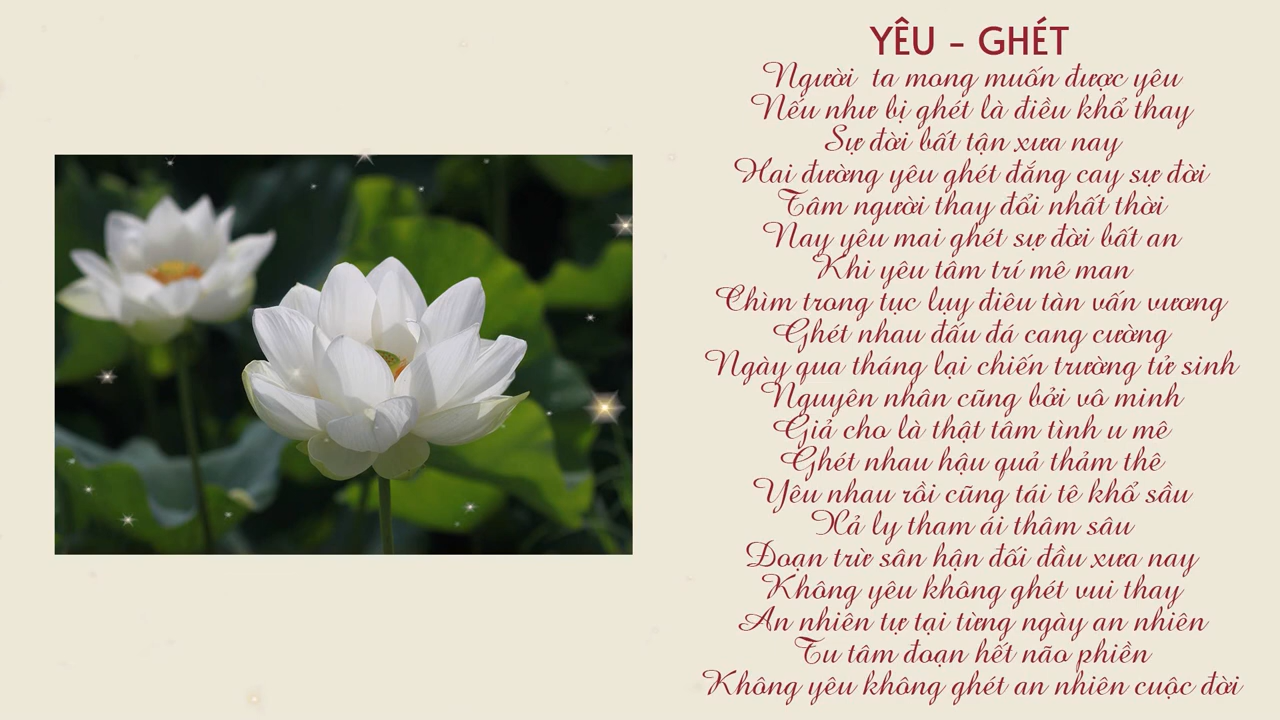 YÊU - GHÉT
Người ta mong muốn được yêu
Nếu như bị ghét là điều khổ thay
Sự đời bất tận xưa nay
Hai đường yêu ghét đắng cay sự đời
Tâm người thay đổi nhất thời
Nay yêu mai ghét sự đời bất an
Khi yêu tâm trí mê man
Chìm trong tục lụy điêu tàn vấn vương
Ghét nhau đấu đá cang cường
Ngày qua tháng lại chiến trường tử sinh
Nguyên nhân cũng bởi vô minh
Giả cho là thật tâm tình u mê
Ghét nhau hậu quả thảm thê
Yêu nhau rồi cũng tái tê khổ sầu
Xả ly tham ái thâm sâu
Đoạn trừ sân hận đối đầu xưa nay
Không yêu không ghét vui thay
An nhiên tự tại từng ngày an nhiên
Tu tâm đoạn hết não phiền
Không yêu không ghét an nhiên cuộc đời